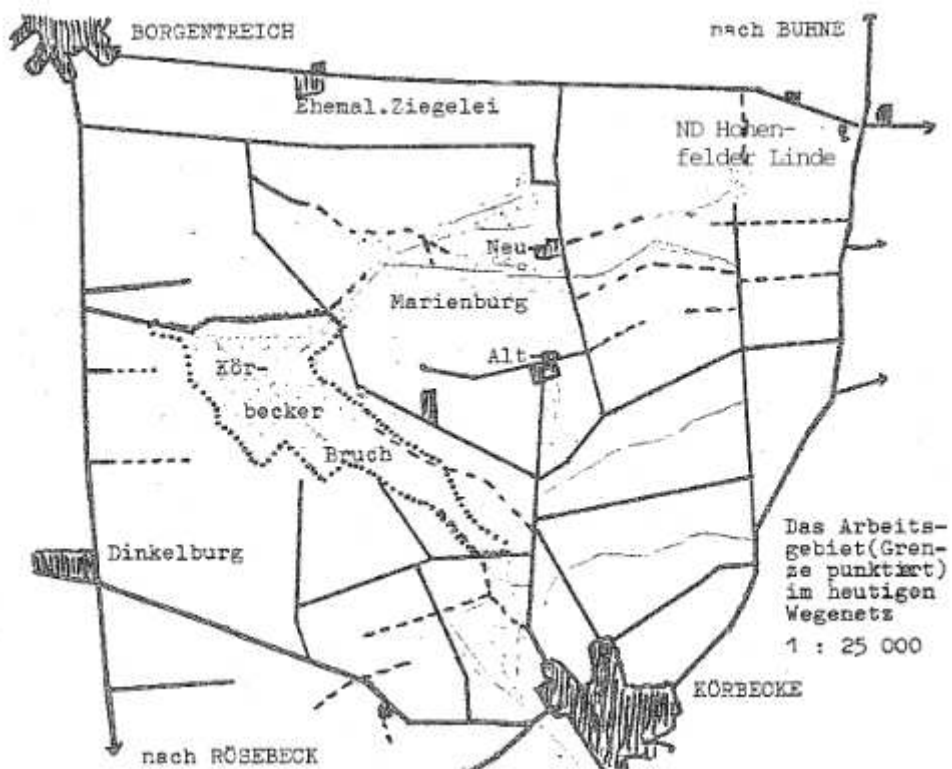 BORGENTREICH
nach BUHNE
Ehemal.Ziegelei
ND Hohen-
felder Linde
Neu-
Marienburg
Alt-
Kör-
becker
Bruch
Dinkelburg
Das Arbeits-
gebiet(Gren-
ze punktiert)
im heutigen
Wegenetz
1 : 25 000
KÖRBECKE
nach RÖSEBECK